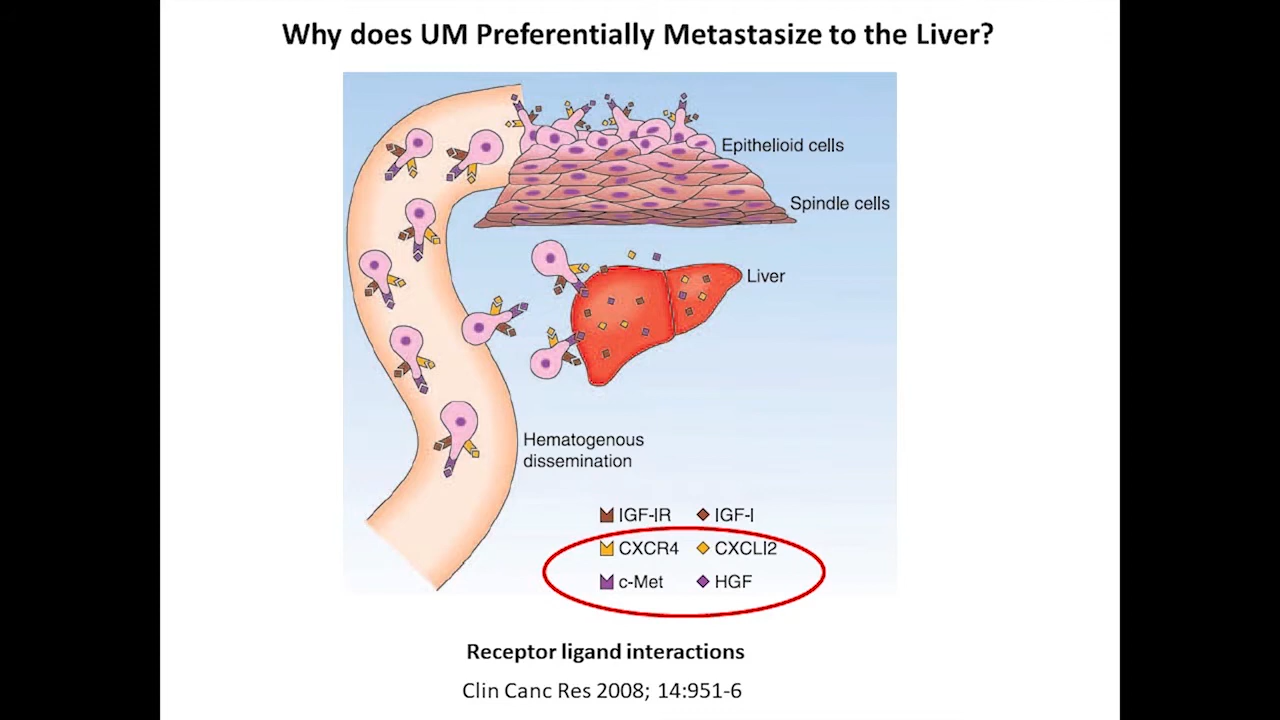 Why does UM Preferentially Metastasize to the Liver?
Epithelioid cells
Spindle cells
Liver
Hematogenous
dissemination
IGF-IR IGF-I
CXCR4 CXCLI2
c-Met HGF
Receptor ligand interactions
Clin Canc Res 2008; 14:951-6